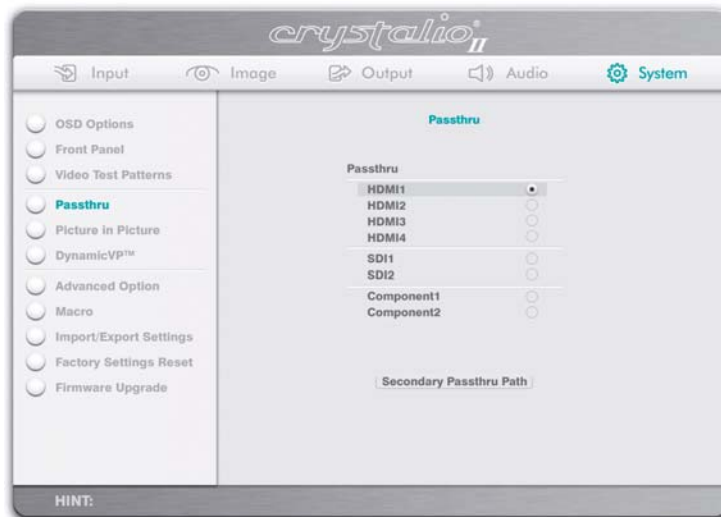 crystalio II
Input Image Output Audio System
OSD Options
Front Panel
Video Test Patterns
Passthru
Picture in Picture
DynamicVP™
Advanced Option
Macro
Import/Export Settings
Factory Settings Reset
Firmware Upgrade
Passthru
Passthru
HDMI1
HDMI2
HDMI3
HDMI4
SDI1
SDI2
Component1
Component2
Secondary Passthru Path
HINT: